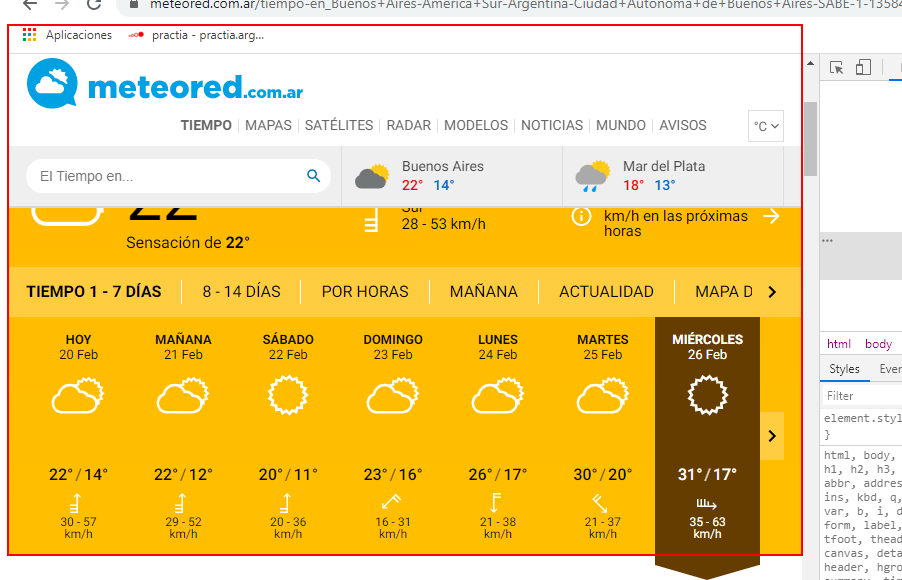 meteored.com.ar/tiempo-en_Buenos+Aires-America+Sur-Argentina-Ciudad+Autonoma+de+Buenos+Aires-SABE-1-13584
Aplicaciones practia - practia.arg...
meteored.com.ar
TIEMPO MAPAS SATÉLITES RADAR MODELOS NOTICIAS MUNDO AVISOS °C
El Tiempo en...
Buenos Aires
22° 14°
Mar del Plata
18° 13°
22
Sensación de 22°
Sur
28 - 53 km/h
km/h en las próximas
horas
TIEMPO 1 - 7 DÍAS 8 - 14 DÍAS POR HORAS MAÑANA ACTUALIDAD MAPA D
HOY MAÑANA SÁBADO DOMINGO LUNES MARTES MIÉRCOLES
20 Feb 21 Feb 22 Feb 23 Feb 24 Feb 25 Feb 26 Feb
22° / 14° 22° / 12° 20° / 11° 23° / 16° 26° / 17° 30° / 20° 31° / 17°
30 - 57 29 - 52 20 - 36 16 - 31 21 - 38 21 - 37 35 - 63
km/h km/h km/h km/h km/h km/h km/h
...
html body
Styles Even
Filter
element.styl
}
html, body,
h1, h2, h3,
abbr, addres
ins, kbd, q,
var, b, i, d
form, label,
tfoot, thead
canvas, deta
header, hgro